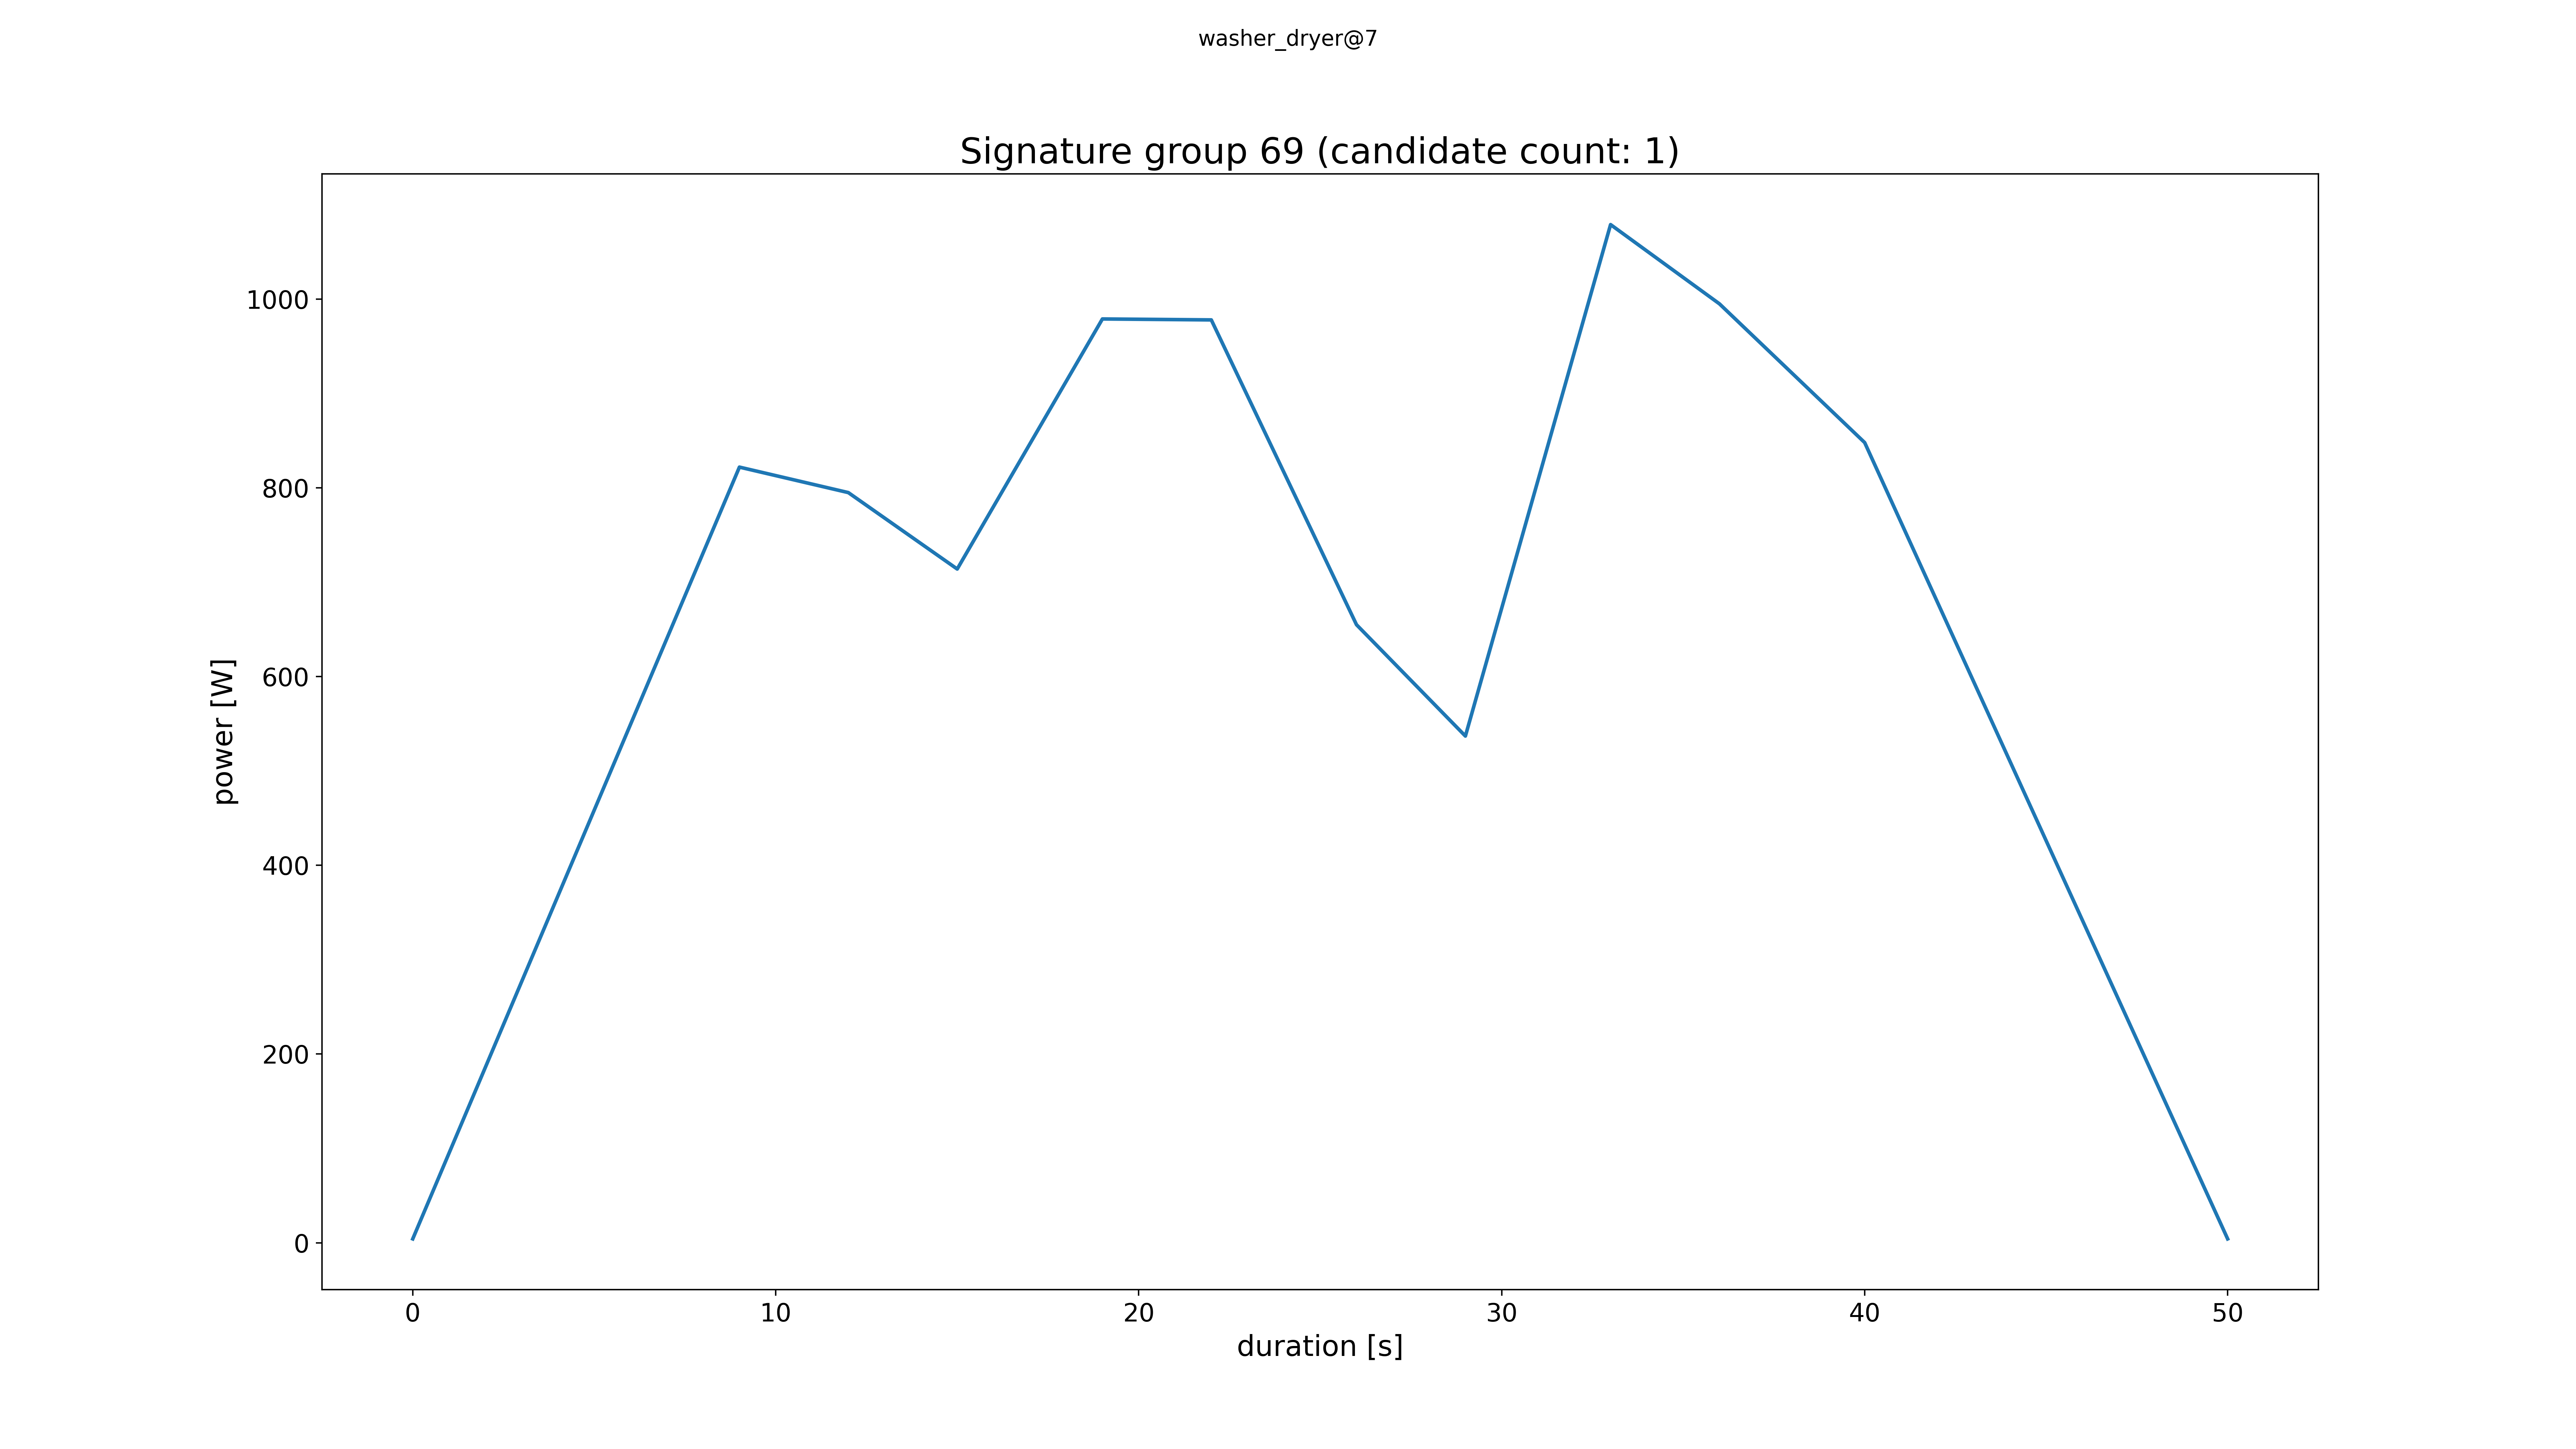 washer_dryer@7
Signature group 69 (candidate count: 1)
1000
800
600
400
200
0
power [W]
0 10 20 30 40 50
duration [s]